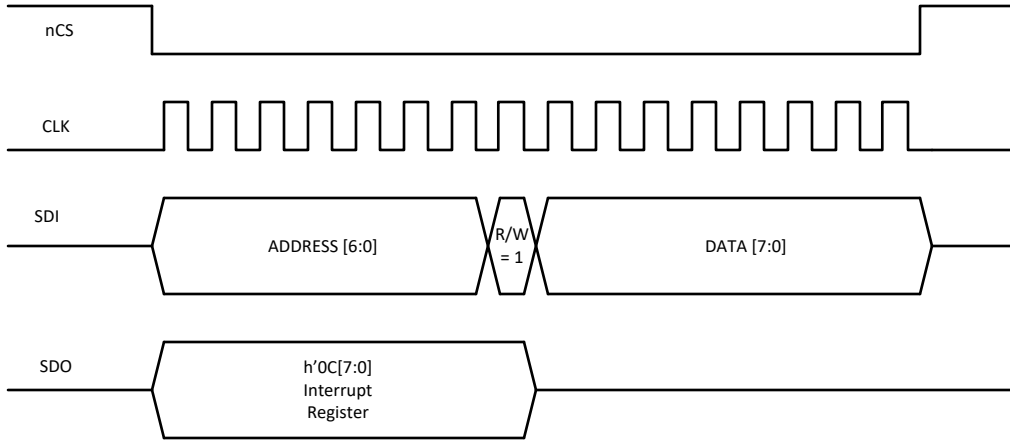 nCS
CLK
SDI
ADDRESS [6:0]
R/W
= 1
DATA [7:0]
SDO
h'0C[7:0]
Interrupt
Register